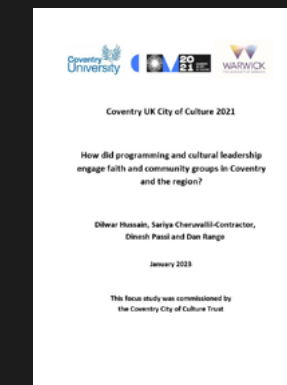 Coventry
University
20
21
WARWICK
Coventry UK City of Culture 2021
How did programming and cultural leadership
engage faith and community groups in Coventry
and the region?
Dilwar Hussain, Sariya Cheruvallil-Contractor,
Dinesh Passi and Dan Range
January 2023
This focus study was commissioned by
the Coventry City of Culture Trust